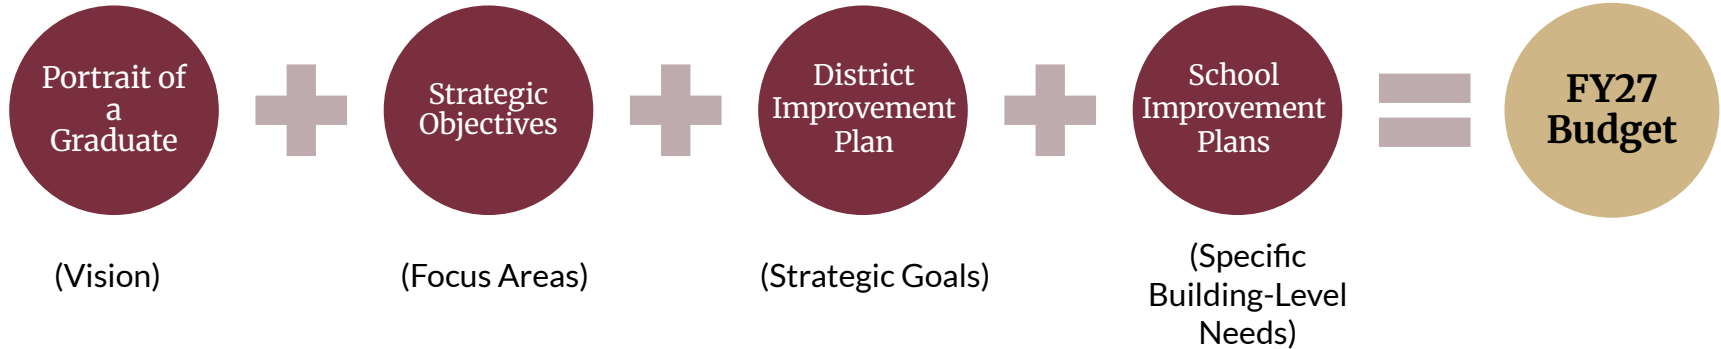 Portrait of
a
Graduate
Strategic
Objectives
District
Improvement
Plan
School
Improvement
Plans
FY27
Budget
(Vision)
(Focus Areas)
(Strategic Goals)
(Specific
Building-Level
Needs)